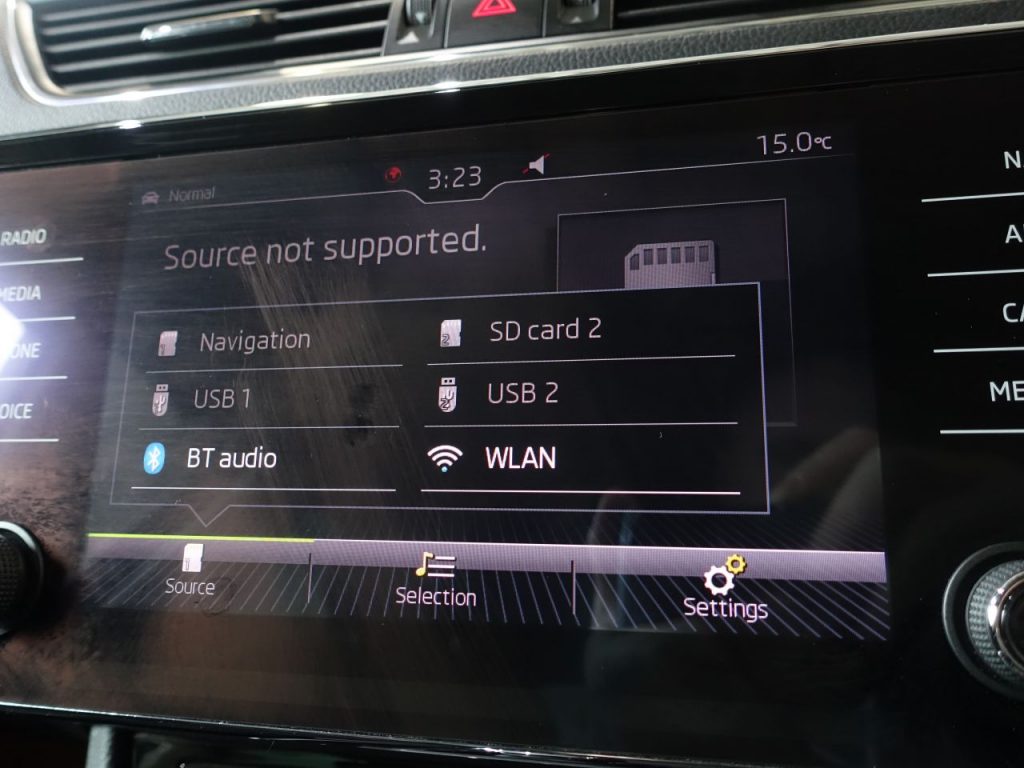 15.0°C
3:23
Normal
RADIO
Source not supported.
MEDIA
Navigation
SD card 2
USB 1
USB 2
2
BT audio
WLAN
Source
Selection
Settings